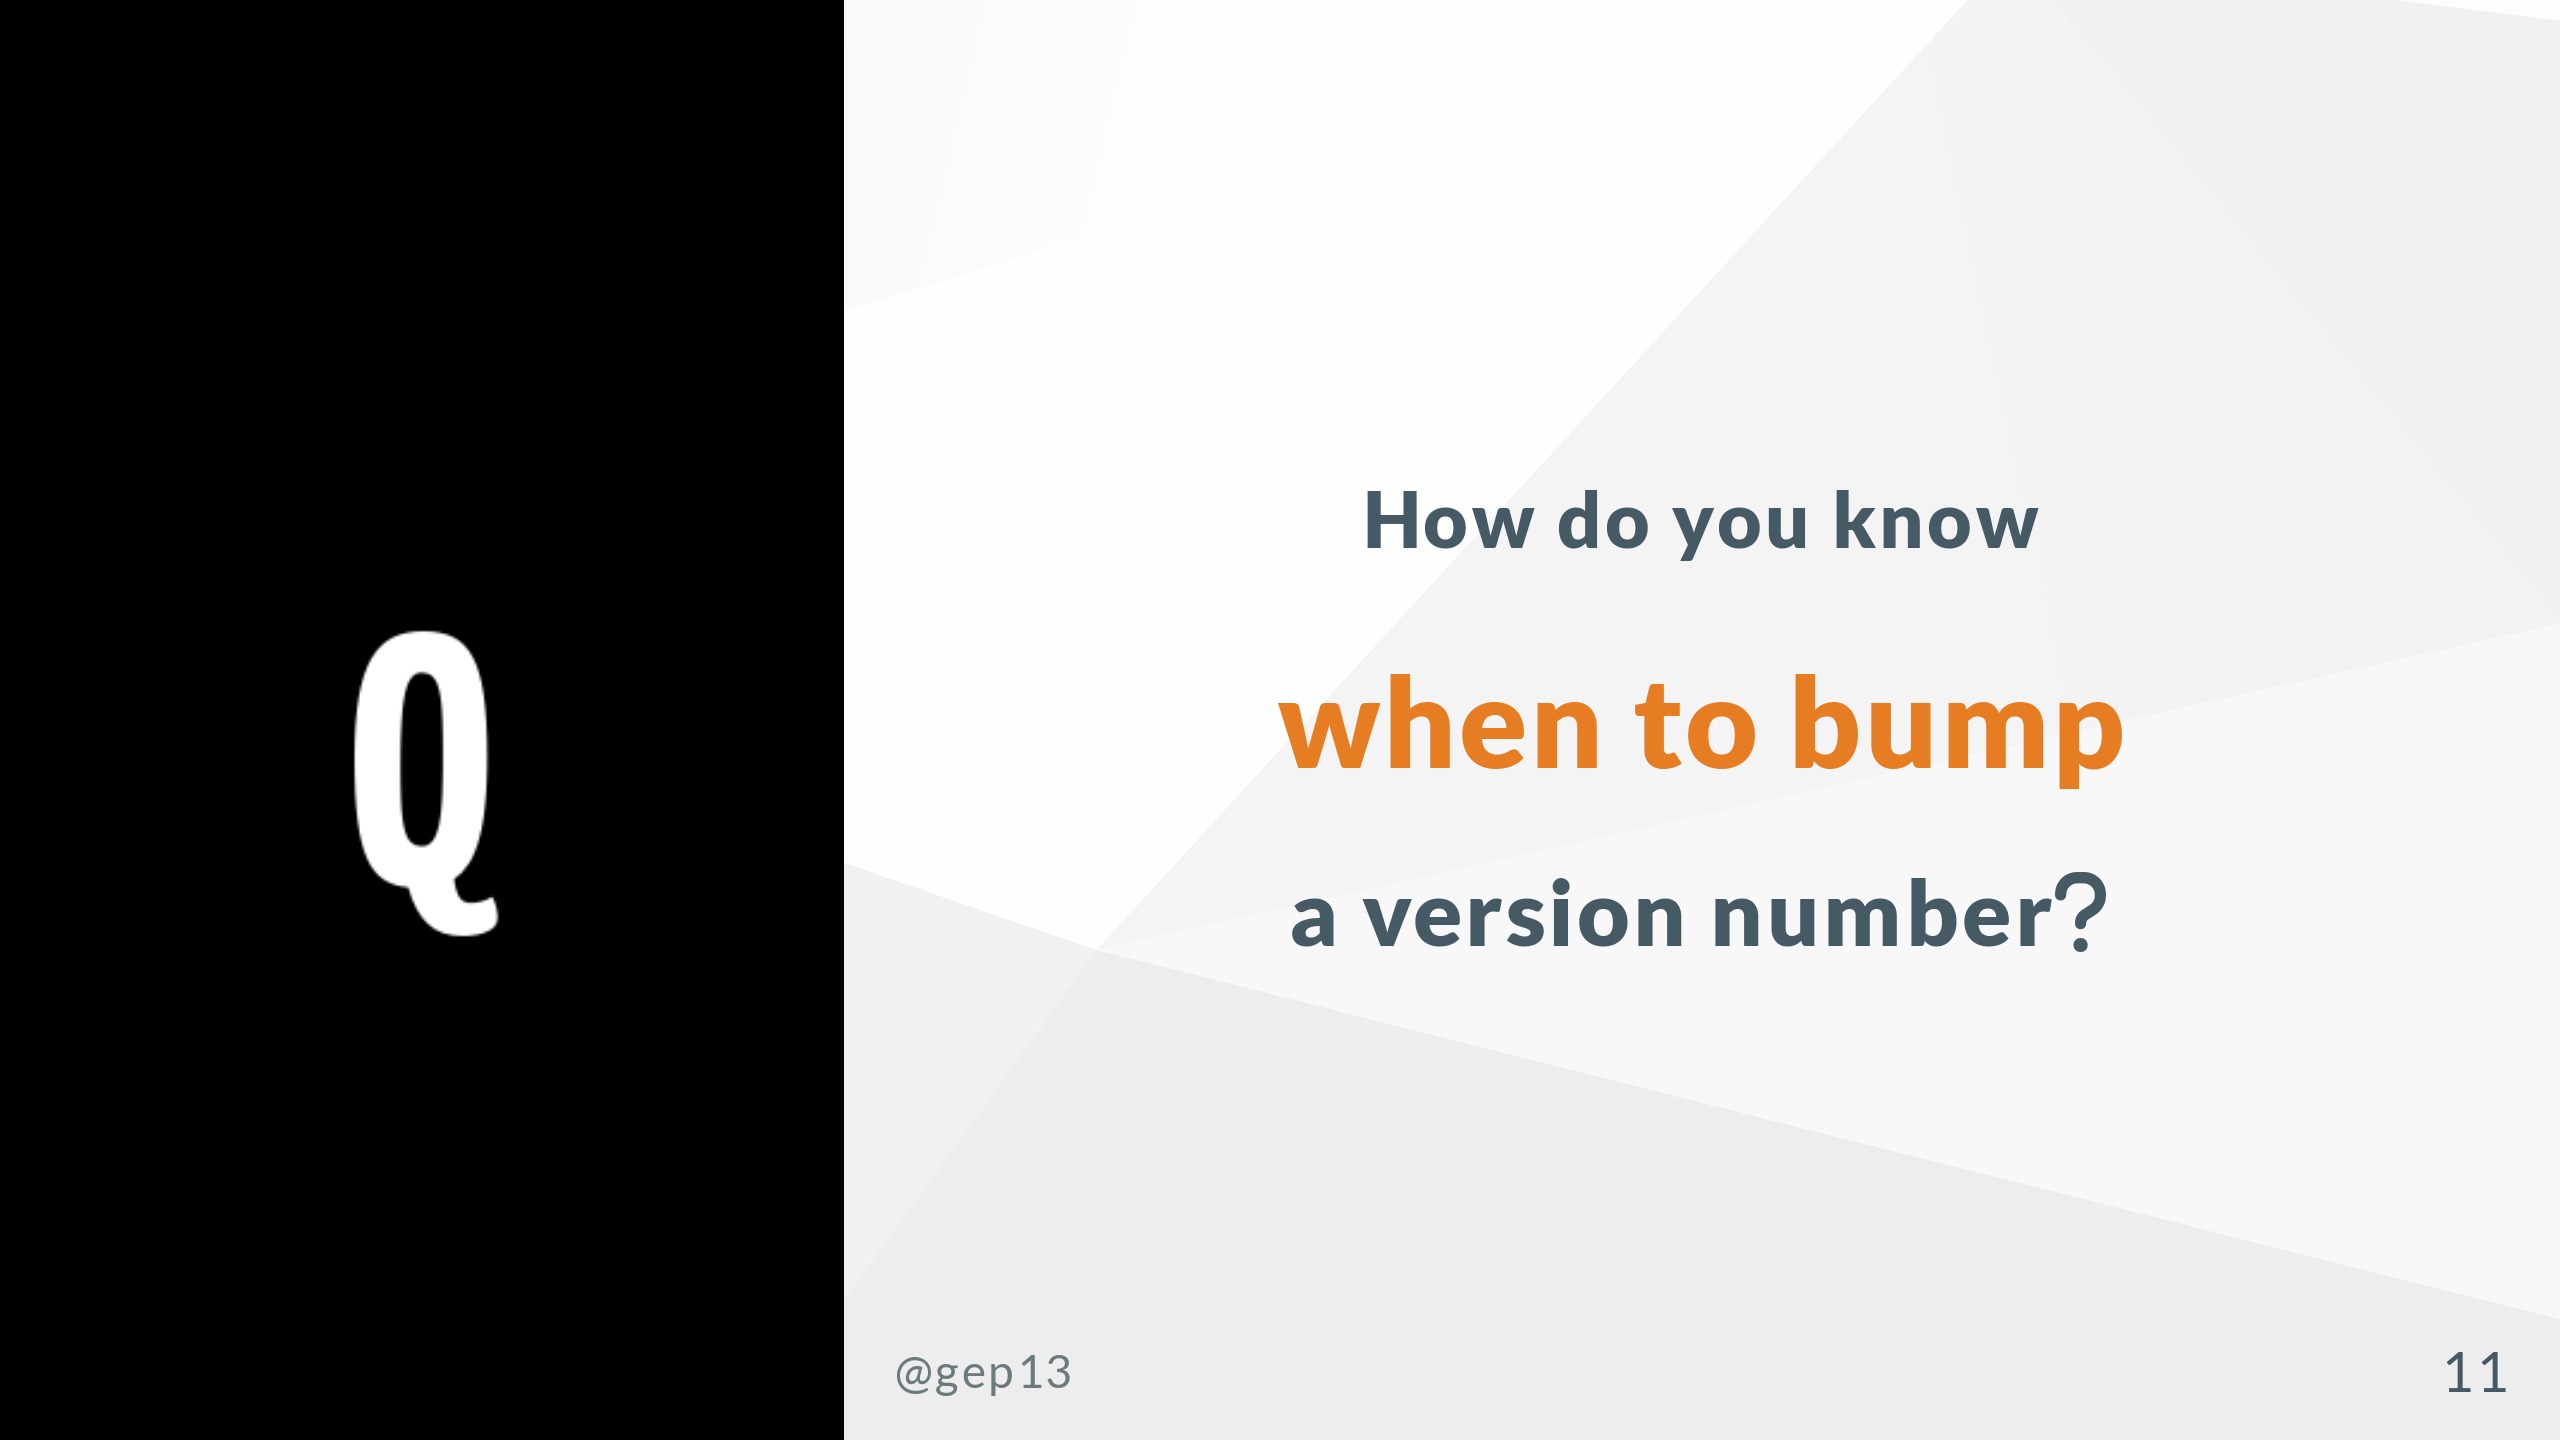 Q
How do you know
when to bump
a version number?
@gep13
11